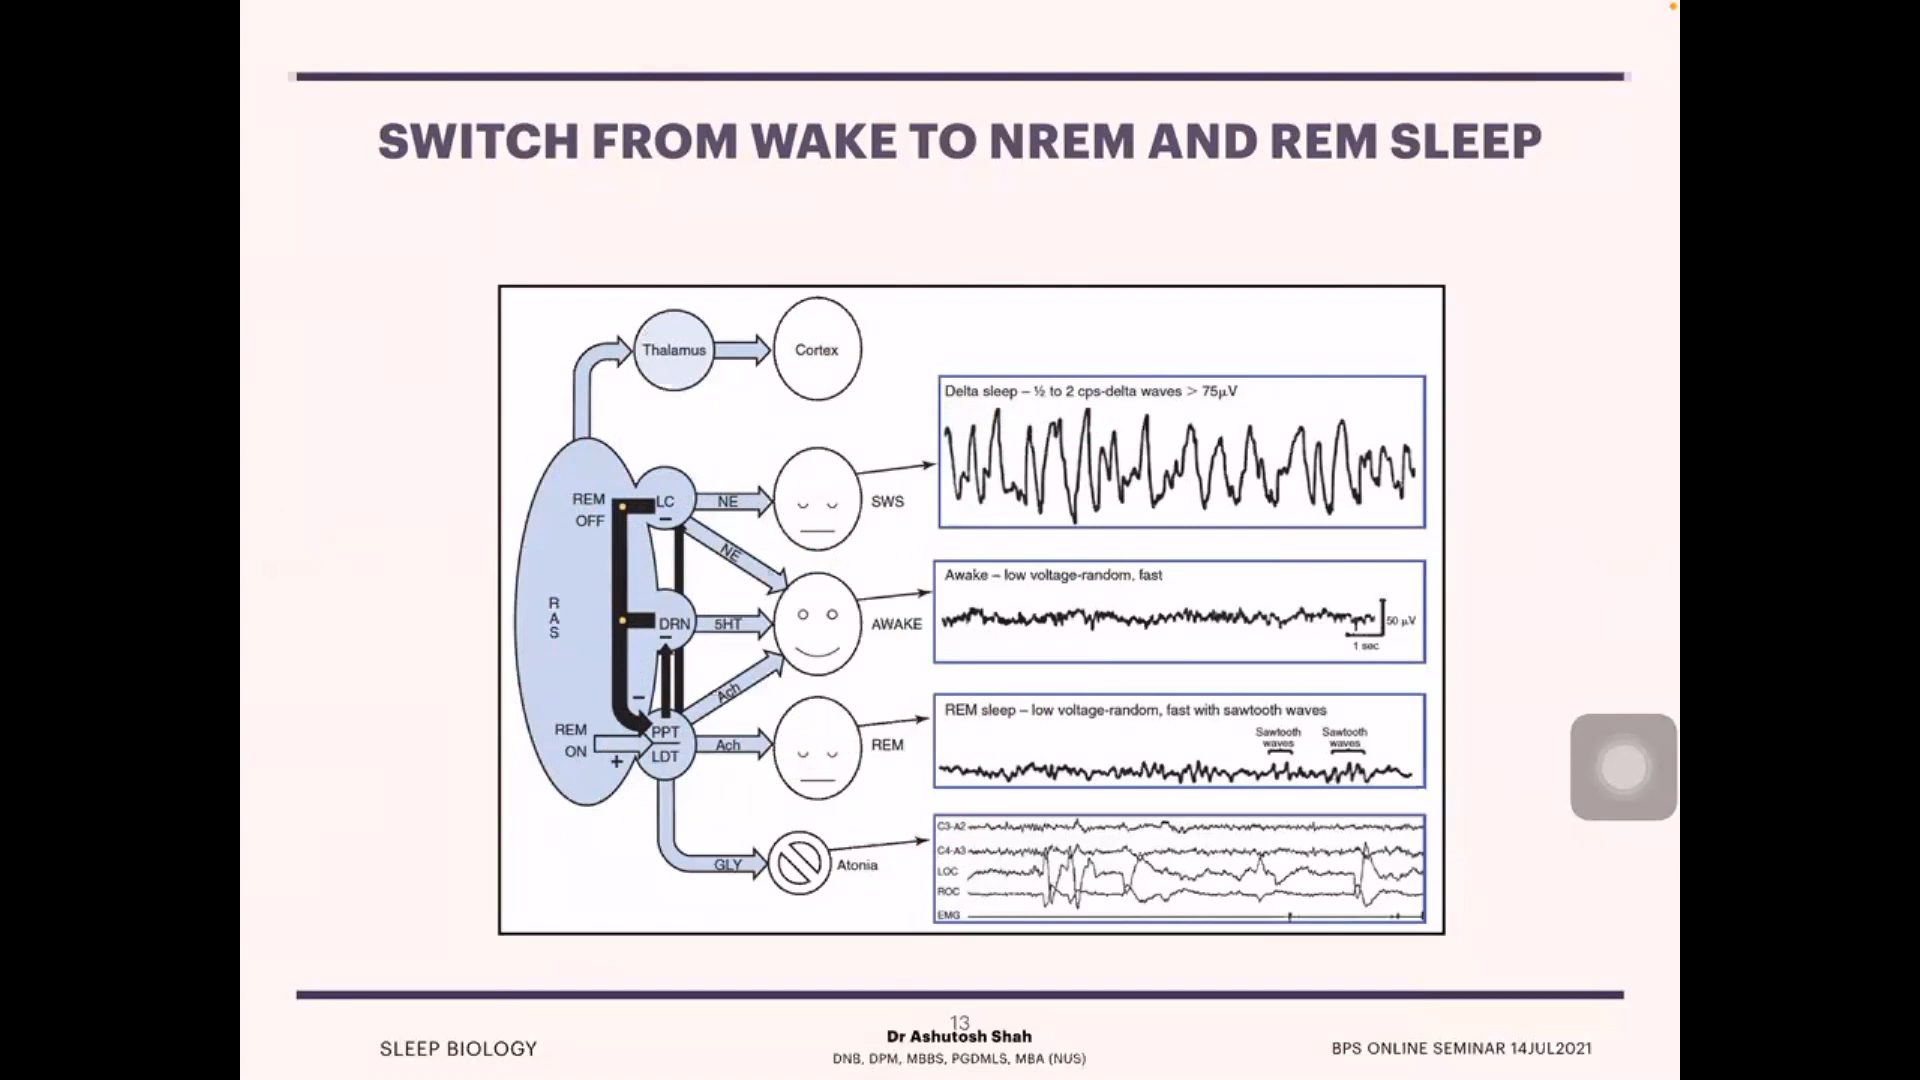 SWITCH FROM WAKE TO NREM AND REM SLEEP
Thalamus
Cortex
Delta sleep – ½ to 2 cps-delta waves > 75µV
REM
OFF
LC
–
NE
SWS
NE
Awake – low voltage-random, fast
50 µV
1 sec
R
A
S
DRN
–
5HT
AWAKE
Ach
–
REM
ON
+
PPT
LDT
Ach
REM
REM sleep – low voltage-random, fast with sawtooth waves
Sawtooth
waves
Sawtooth
waves
GLY
Atonia
C3-A2
C4-A3
LOC
ROC
EMG
13
SLEEP BIOLOGY
Dr Ashutosh Shah
DNB, DPM, MBBS, PGDMLS, MBA (NUS)
BPS ONLINE SEMINAR 14JUL2021